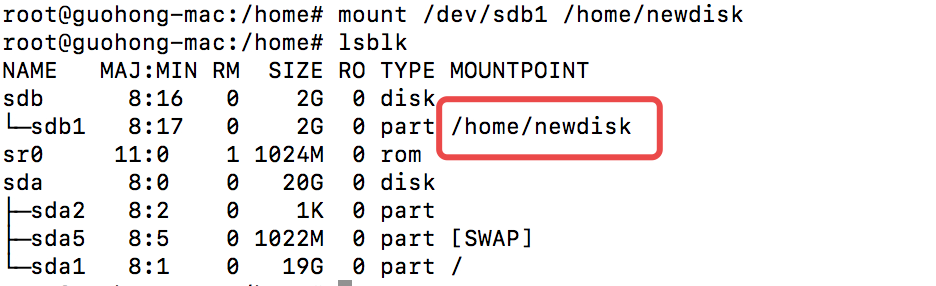 root@guohong-mac:/home# mount /dev/sdb1 /home/newdisk
root@guohong-mac:/home# lsblk
NAME   MAJ:MIN RM  SIZE RO TYPE MOUNTPOINT
sdb      8:16   0    2G  0 disk
└─sdb1   8:17   0    2G  0 part /home/newdisk
sr0     11:0    1 1024M  0 rom
sda      8:0    0   20G  0 disk
├─sda2   8:2    0    1K  0 part
├─sda5   8:5    0 1022M  0 part [SWAP]
└─sda1   8:1    0   19G  0 part /